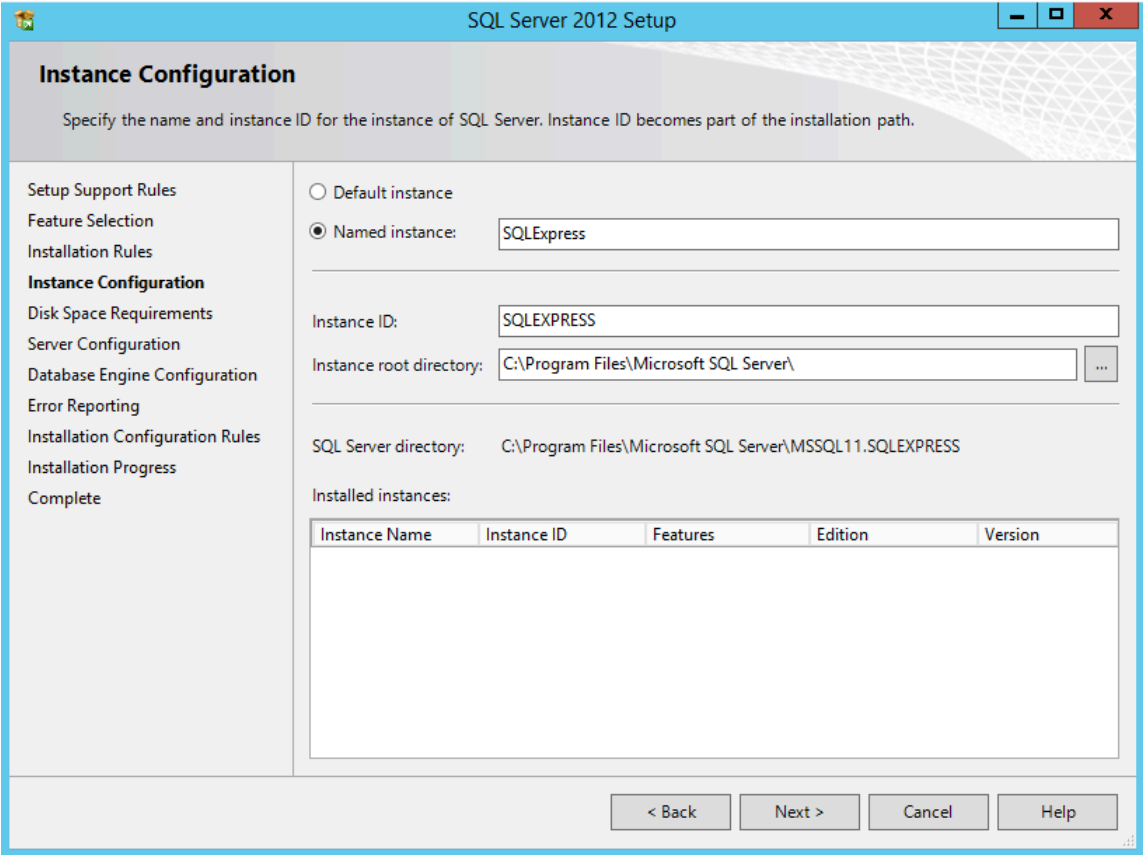 SQL Server 2012 Setup
Instance Configuration
Specify the name and instance ID for the instance of SQL Server. Instance ID becomes part of the installation path.
Setup Support Rules
Feature Selection
Installation Rules
Instance Configuration
Disk Space Requirements
Server Configuration
Database Engine Configuration
Error Reporting
Installation Configuration Rules
Installation Progress
Complete
Default instance
Named instance: SQLExpress
Instance ID: SQLEXPRESS
Instance root directory: C:\Program Files\Microsoft SQL Server\ ...
SQL Server directory: C:\Program Files\Microsoft SQL Server\MSSQL11.SQLEXPRESS
Installed instances:
Instance Name Instance ID Features Edition Version
< Back Next > Cancel Help